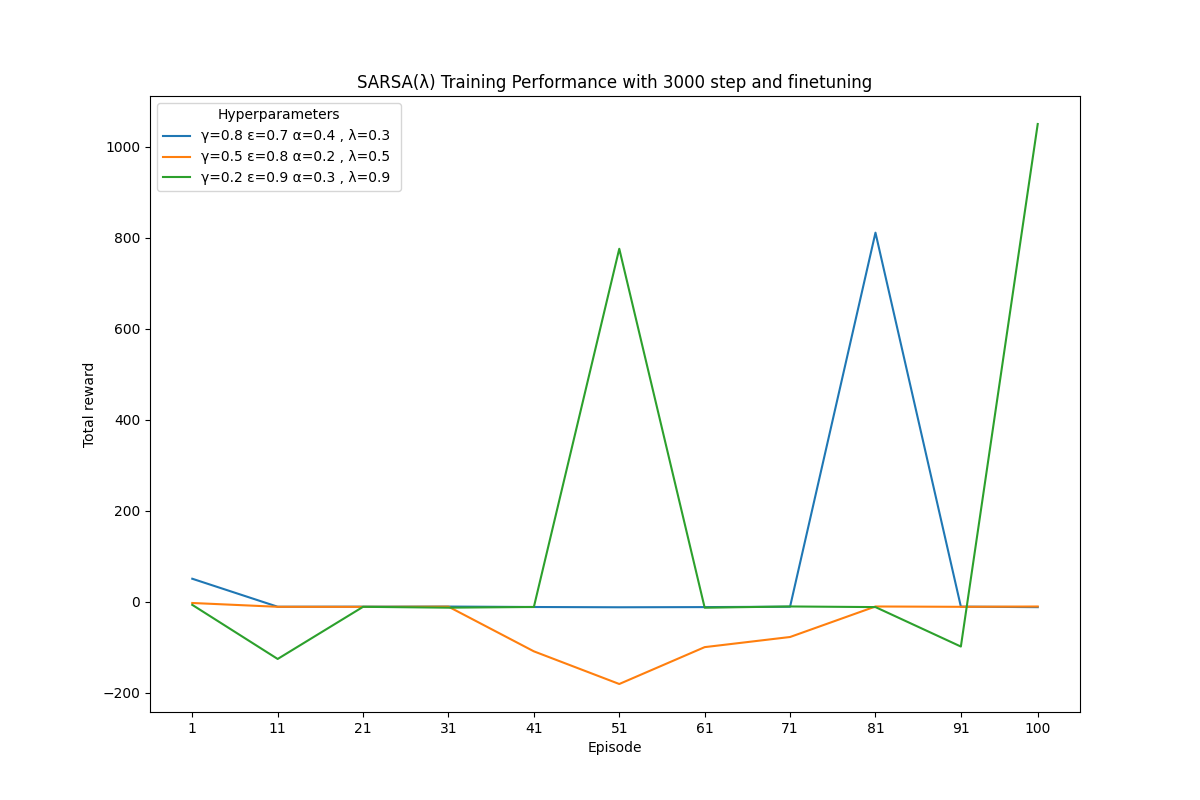 SARSA(λ) Training Performance with 3000 step and finetuning
Hyperparameters
γ=0.8 ε=0.7 α=0.4 , λ=0.3
γ=0.5 ε=0.8 α=0.2 , λ=0.5
γ=0.2 ε=0.9 α=0.3 , λ=0.9
1000
800
600
400
200
0
−200
Total reward
1 11 21 31 41 51 61 71 81 91 100
Episode